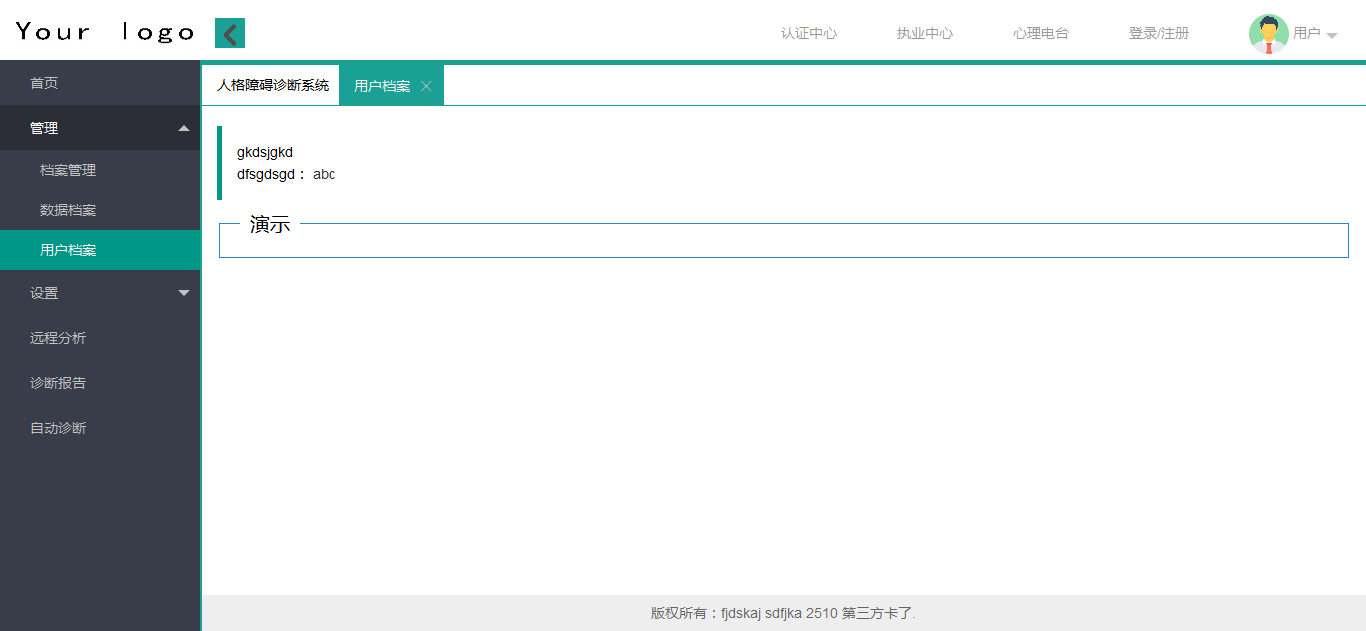 Your logo
认证中心
执业中心
心理电台
登录/注册
用户
首页
管理
档案管理
数据档案
用户档案
设置
远程分析
诊断报告
自动诊断
人格障碍诊断系统
用户档案
gkdsjgkd
dfsgdsgd： abc
演示
版权所有：fjdskaj sdfjka 2510 第三方卡了.